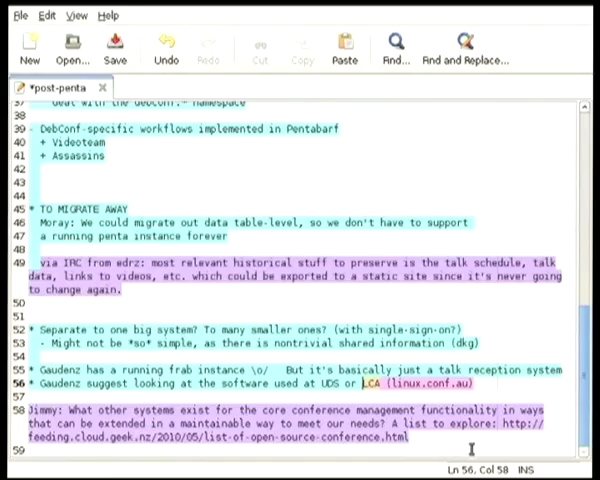 File Edit View Help
New Open... Save Undo Redo Cut Copy Paste Find... Find and Replace...
*post-penta
37 deal with the debconf.* namespace
38
39 - DebConf-specific workflows implemented in Pentabarf
40 + Videoteam
41 + Assassins
42
43
44
45 * TO MIGRATE AWAY
46 Moray: We could migrate out data table-level, so we don't have to support
47 a running penta instance forever
48
49 via IRC from edrz: most relevant historical stuff to preserve is the talk schedule, talk
data, links to videos, etc. which could be exported to a static site since it's never going
to change again.
50
51
52 * Separate to one big system? To many smaller ones? (with single-sign-on?)
53 - Might not be *so* simple, as there is nontrivial shared information (dkg)
54
55 * Gaudenz has a running frab instance \o/ But it's basically just a talk reception system
56 * Gaudenz suggest looking at the software used at UDS or LCA (linux.conf.au)
57
58 Jimmy: What other systems exist for the core conference management functionality in ways
that can be extended in a maintainable way to meet our needs? A list to explore: http://
feeding.cloud.geek.nz/2010/05/list-of-open-source-conference.html
59
Ln 56, Col 58 INS